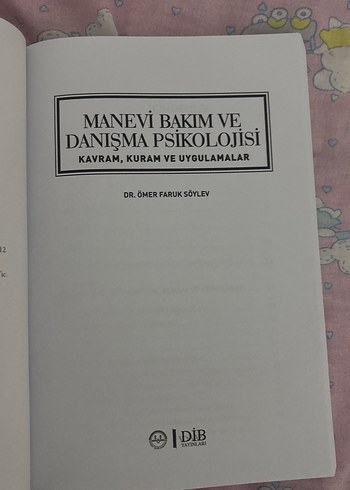 MANEVİ BAKIM VE
DANIŞMA PSİKOLOJİSİ
KAVRAM, KURAM VE UYGULAMALAR
DR. ÖMER FARUK SÖYLEV
DİB
YAYINLARI